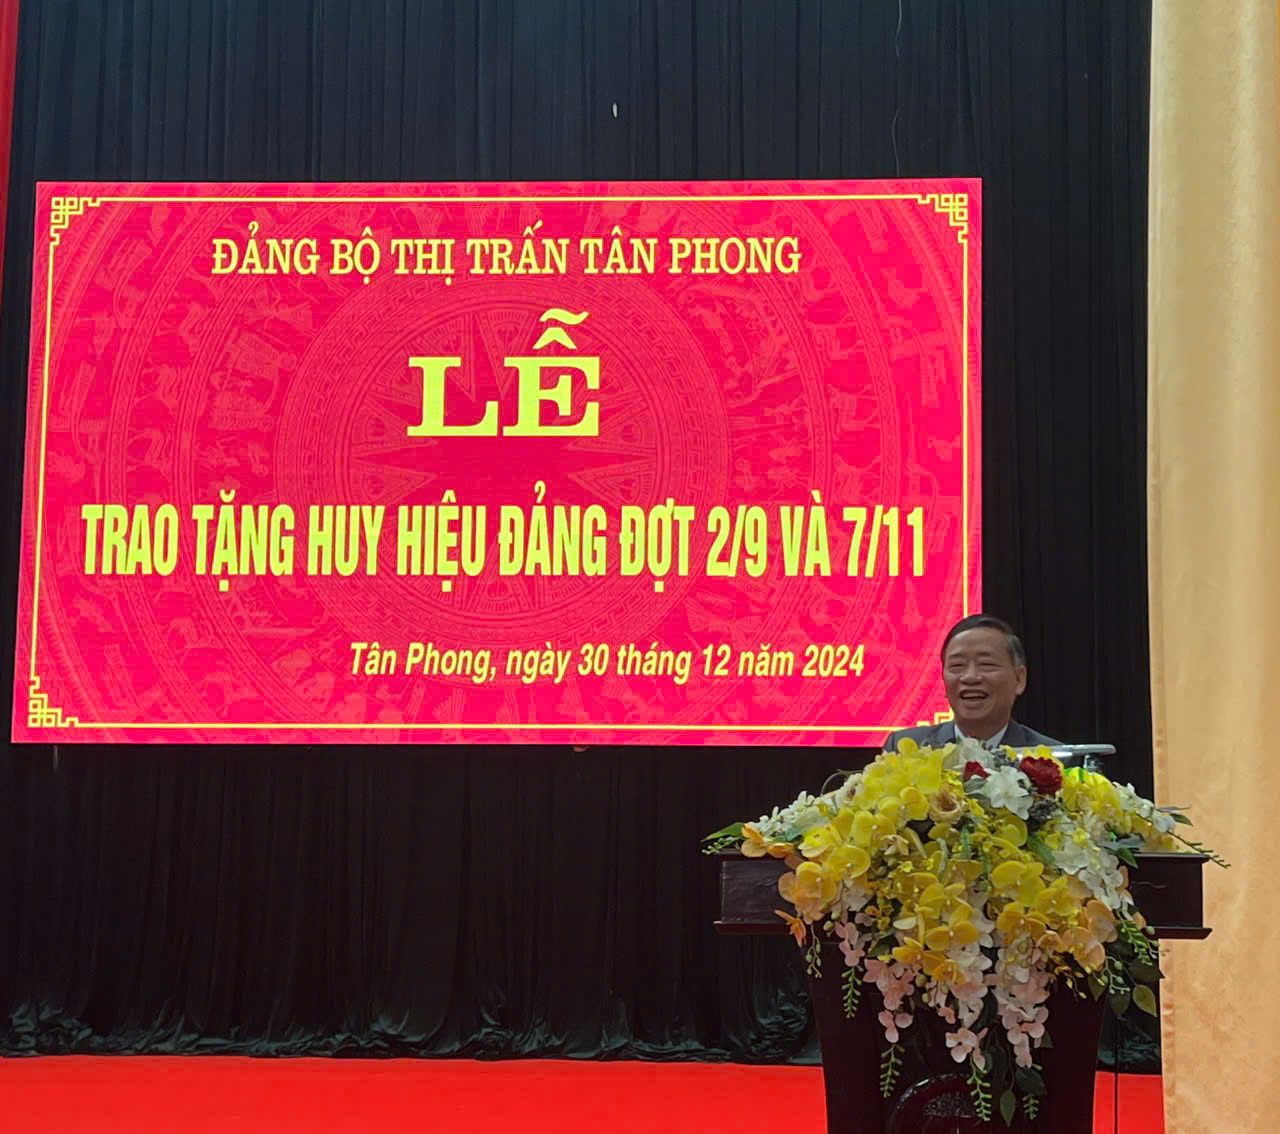 ĐẢNG BỘ THỊ TRẤN TÂN PHONG
LỄ
TRAO TẶNG HUY HIỆU ĐẢNG ĐỢT 2/9 VÀ 7/11
Tân Phong, ngày 30 tháng 12 năm 2024